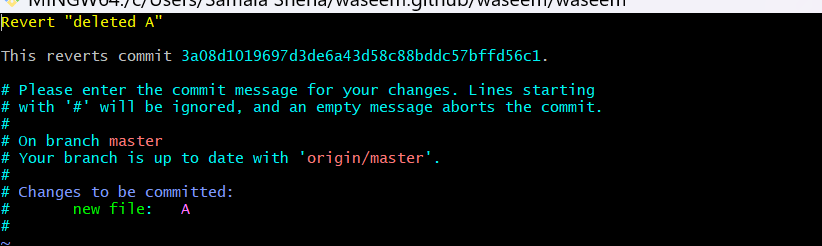 MINGW64:/c/Users/Samala Sneha/waseem.github/waseem/waseem
Revert "deleted A"
This reverts commit 3a08d1019697d3de6a43d58c88bddc57bffd56c1.
# Please enter the commit message for your changes. Lines starting
# with '#' will be ignored, and an empty message aborts the commit.
#
# On branch master
# Your branch is up to date with 'origin/master'.
#
# Changes to be committed:
#       new file:   A
#
~